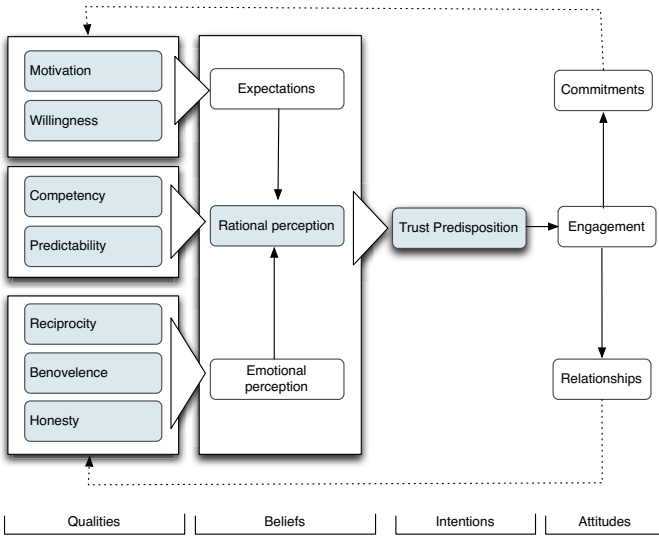 Motivation
Willingness
Competency
Predictability
Reciprocity
Benovelence
Honesty
Expectations
Rational perception
Emotional
perception
Trust Predisposition
Commitments
Engagement
Relationships
Qualities
Beliefs
Intentions
Attitudes